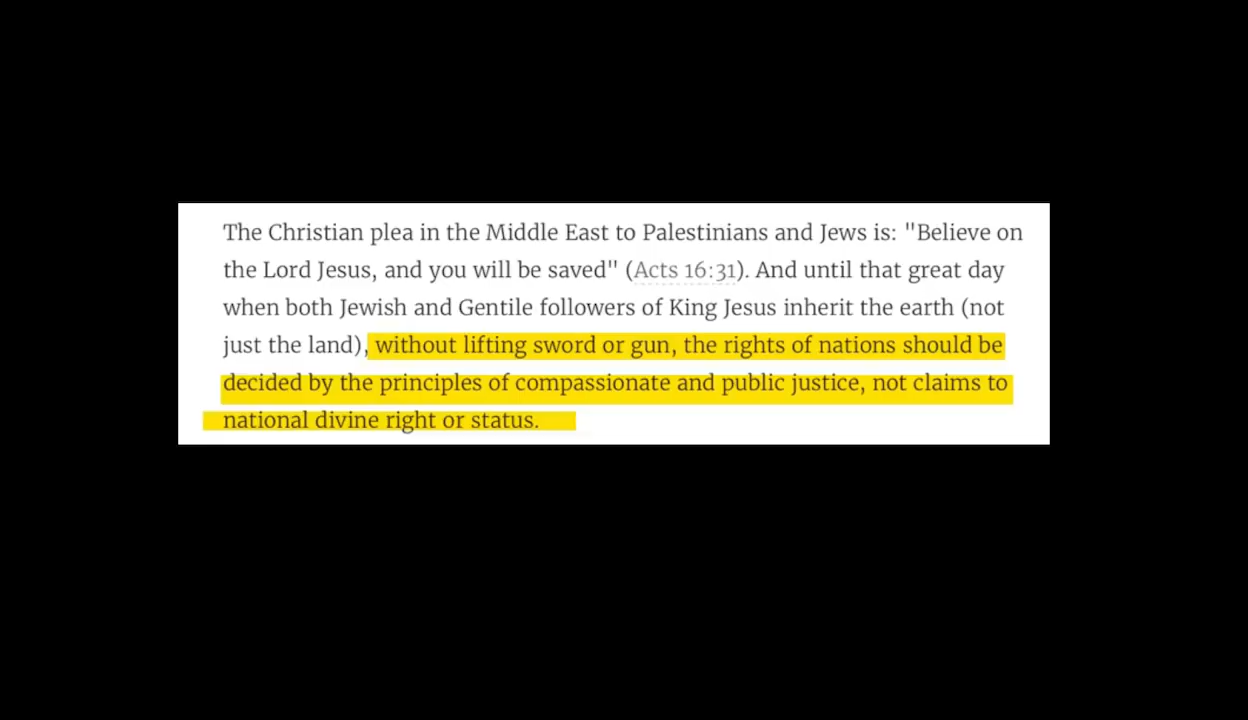 The Christian plea in the Middle East to Palestinians and Jews is: "Believe on
the Lord Jesus, and you will be saved" (Acts 16:31). And until that great day
when both Jewish and Gentile followers of King Jesus inherit the earth (not
just the land), without lifting sword or gun, the rights of nations should be
decided by the principles of compassionate and public justice, not claims to
national divine right or status.